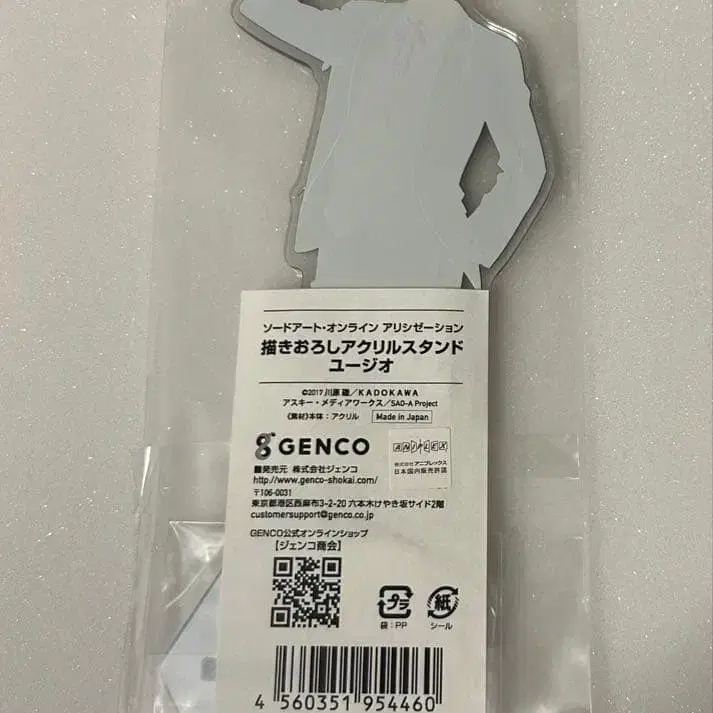 ソードアート・オンライン アリシゼーション
描きおろしアクリルスタンド
ユージオ
©2017 川原 礫／KADOKAWA
アスキー・メディアワークス／SAO-A Project
《素材》本体：アクリル Made in Japan
GENCO
ANIPLEX
株式会社アニプレックス
日本国内販売許諾
■発売元 株式会社ジェンコ
http://www.genco-shokai.com/
〒106-0031
東京都港区西麻布3-2-20 六本木けやき坂サイド2階
customersupport@genco.co.jp
GENCO公式オンラインショップ
【ジェンコ商会】
プラ
袋：PP
紙
シール
4 560351 954460